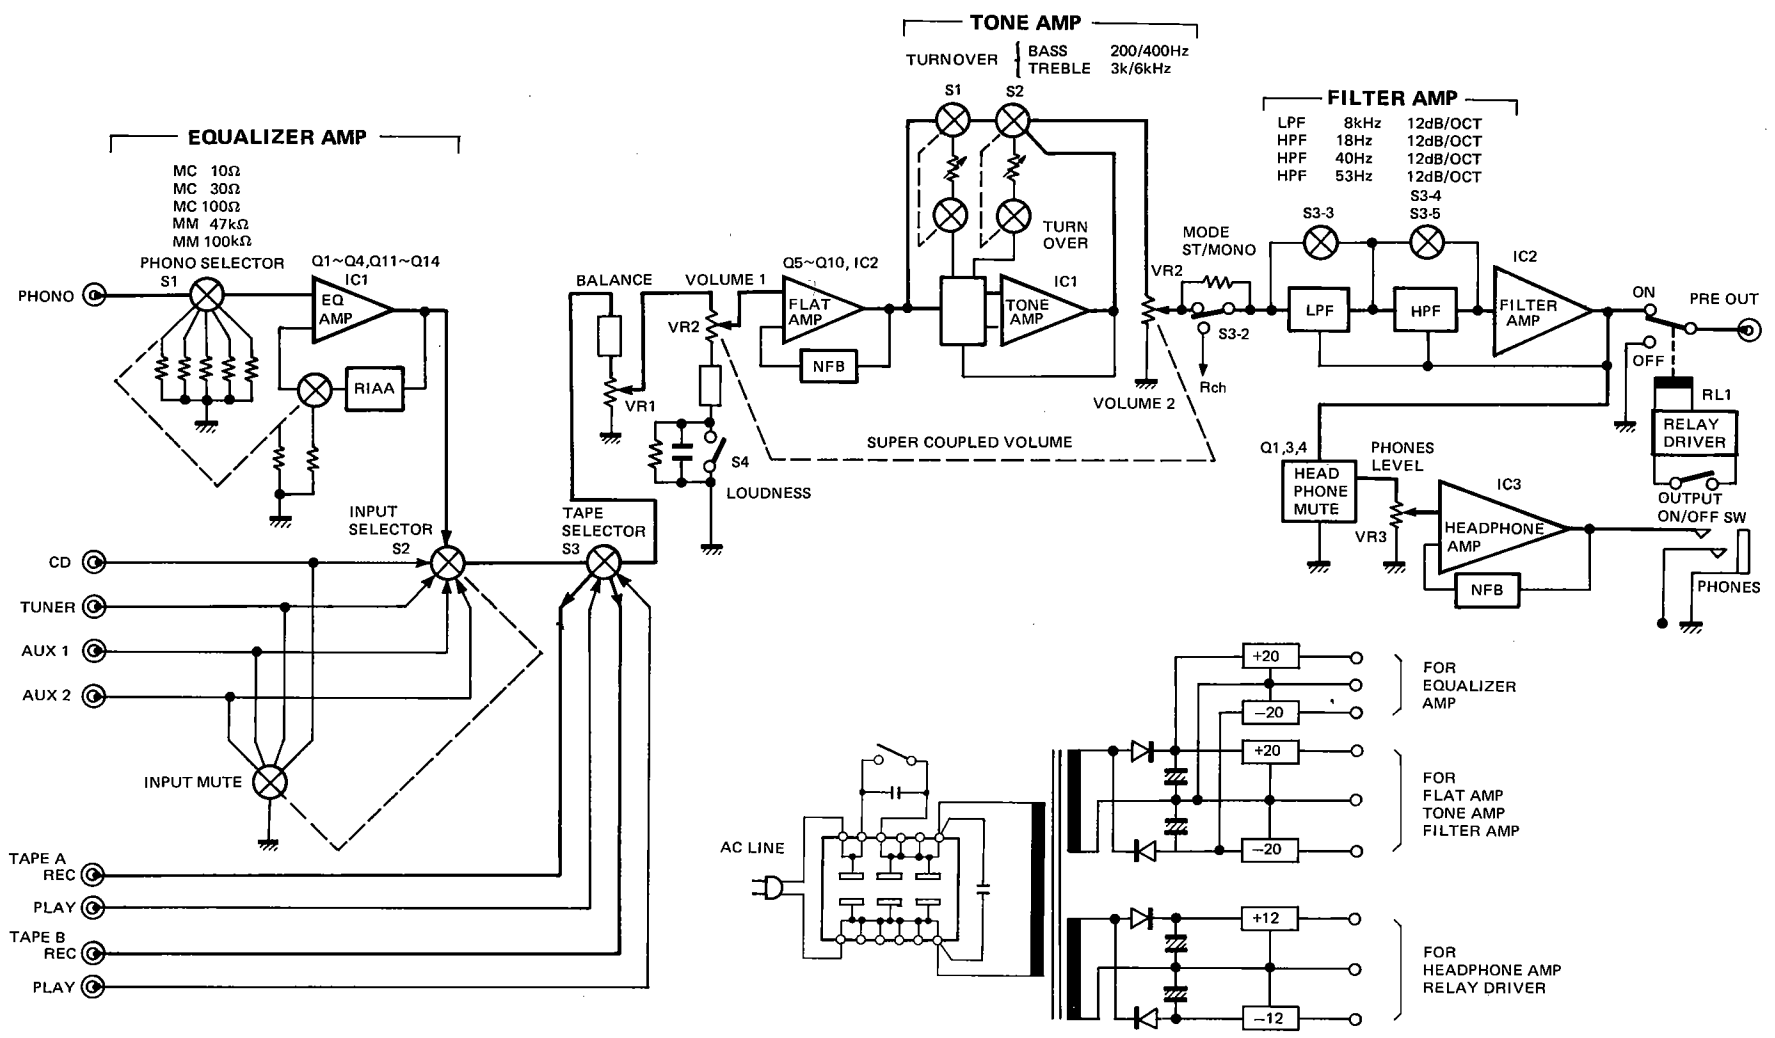 TONE AMP
TURNOVER
BASS 200/400Hz
TREBLE 3k/6kHz
S1
S2
TURN
OVER
FILTER AMP
LPF 8kHz 12dB/OCT
HPF 18Hz 12dB/OCT
HPF 40Hz 12dB/OCT
HPF 53Hz 12dB/OCT
S3-4
S3-3
S3-5
EQUALIZER AMP
MC 10Ω
MC 30Ω
MC 100Ω
MM 47kΩ
MM 100kΩ
PHONO SELECTOR
S1
Q1~Q4,Q11~Q14
IC1
PHONO
EQ
AMP
RIAA
BALANCE
VR1
VOLUME 1
VR2
Q5~Q10, IC2
FLAT
AMP
NFB
IC1
TONE
AMP
MODE
ST/MONO
VR2
S3-2
Rch
VOLUME 2
SUPER COUPLED VOLUME
S4
LOUDNESS
LPF
HPF
IC2
FILTER
AMP
ON
OFF
PRE OUT
RL1
RELAY
DRIVER
OUTPUT
ON/OFF SW
Q1,3,4
HEAD
PHONE
MUTE
PHONES
LEVEL
VR3
IC3
HEADPHONE
AMP
NFB
PHONES
INPUT
SELECTOR
S2
TAPE
SELECTOR
S3
CD
TUNER
AUX 1
AUX 2
INPUT MUTE
TAPE A
REC
PLAY
TAPE B
REC
PLAY
AC LINE
+20
−20
FOR
EQUALIZER
AMP
+20
−20
FOR
FLAT AMP
TONE AMP
FILTER AMP
+12
−12
FOR
HEADPHONE AMP
RELAY DRIVER